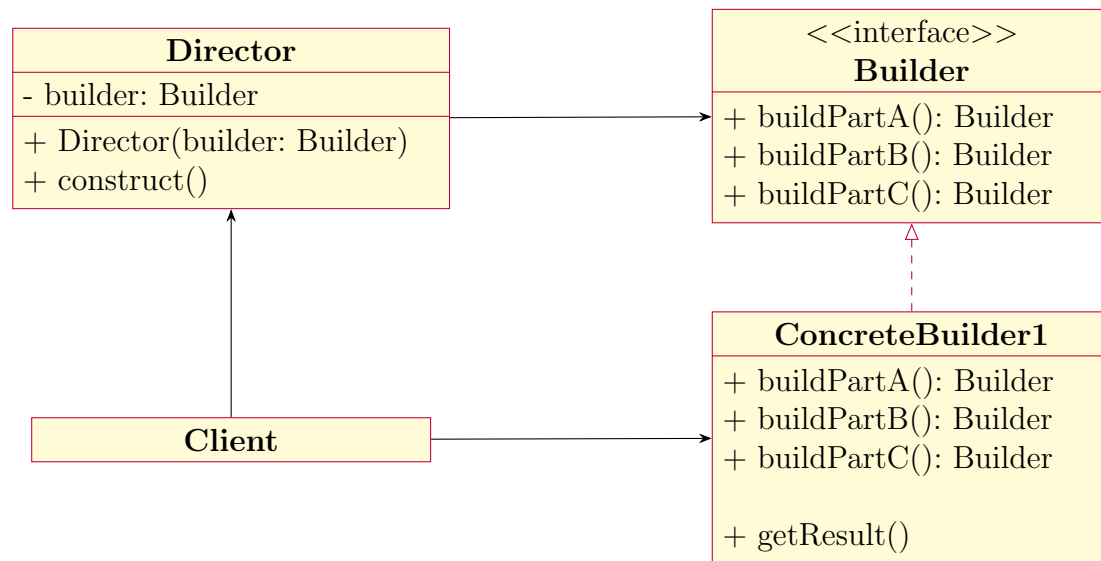 Director
- builder: Builder
+ Director(builder: Builder)
+ construct()
<<interface>>
Builder
+ buildPartA(): Builder
+ buildPartB(): Builder
+ buildPartC(): Builder
Client
ConcreteBuilder1
+ buildPartA(): Builder
+ buildPartB(): Builder
+ buildPartC(): Builder
+ getResult()